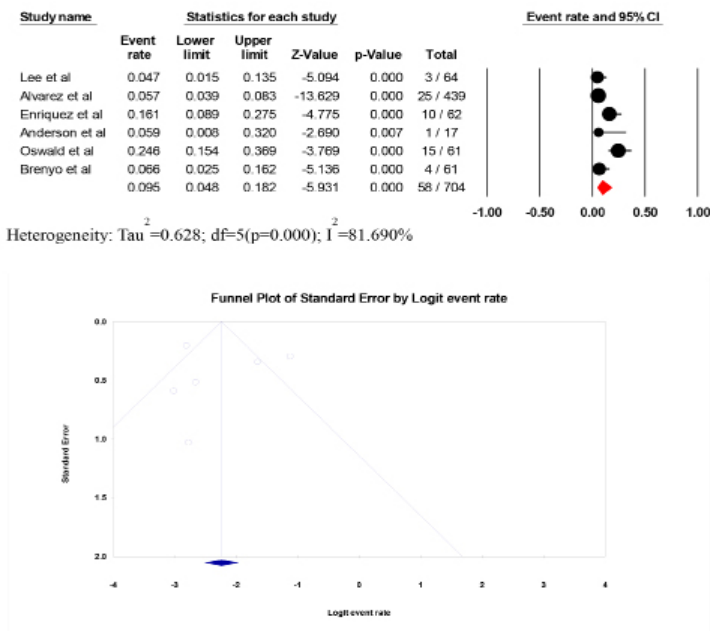 Study name Statistics for each study Event rate and 95% CI
Event rate Lower limit Upper limit Z-Value p-Value Total
Lee et al 0.047 0.015 0.135 -5.094 0.000 3 / 64
Alvarez et al 0.057 0.039 0.083 -13.629 0.000 25 / 439
Enriquez et al 0.161 0.089 0.275 -4.775 0.000 10 / 62
Anderson et al 0.059 0.008 0.320 -2.690 0.007 1 / 17
Oswald et al 0.246 0.154 0.369 -3.769 0.000 15 / 61
Brenyo et al 0.066 0.025 0.162 -5.136 0.000 4 / 61
0.095 0.048 0.182 -5.931 0.000 58 / 704
-1.00 -0.50 0.00 0.50 1.00
Heterogeneity: Tau²=0.628; df=5(p=0.000); I²=81.690%
Funnel Plot of Standard Error by Logit event rate
0.0
0.5
1.0
1.5
2.0
Standard Error
-4 -3 -2 -1 0 1 2 3 4
Logit event rate